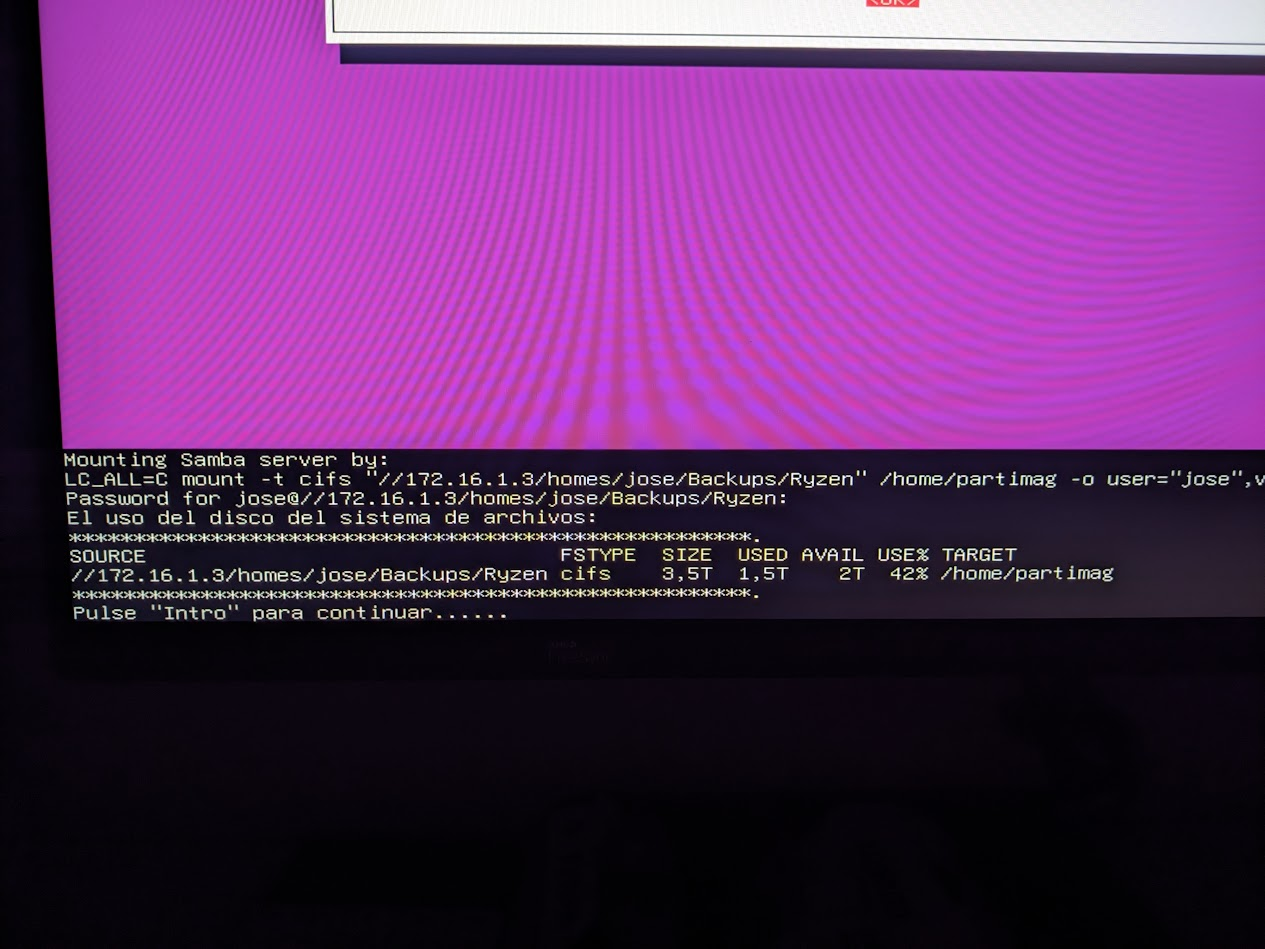 <OK>
Mounting Samba server by:
LC_ALL=C mount -t cifs "//172.16.1.3/homes/jose/Backups/Ryzen" /home/partimag -o user="jose",v
Password for jose@//172.16.1.3/homes/jose/Backups/Ryzen:
El uso del disco del sistema de archivos:
*****************************************************************.
SOURCE FSTYPE SIZE USED AVAIL USE% TARGET
//172.16.1.3/homes/jose/Backups/Ryzen cifs 3,5T 1,5T 2T 42% /home/partimag
*****************************************************************.
Pulse "Intro" para continuar......